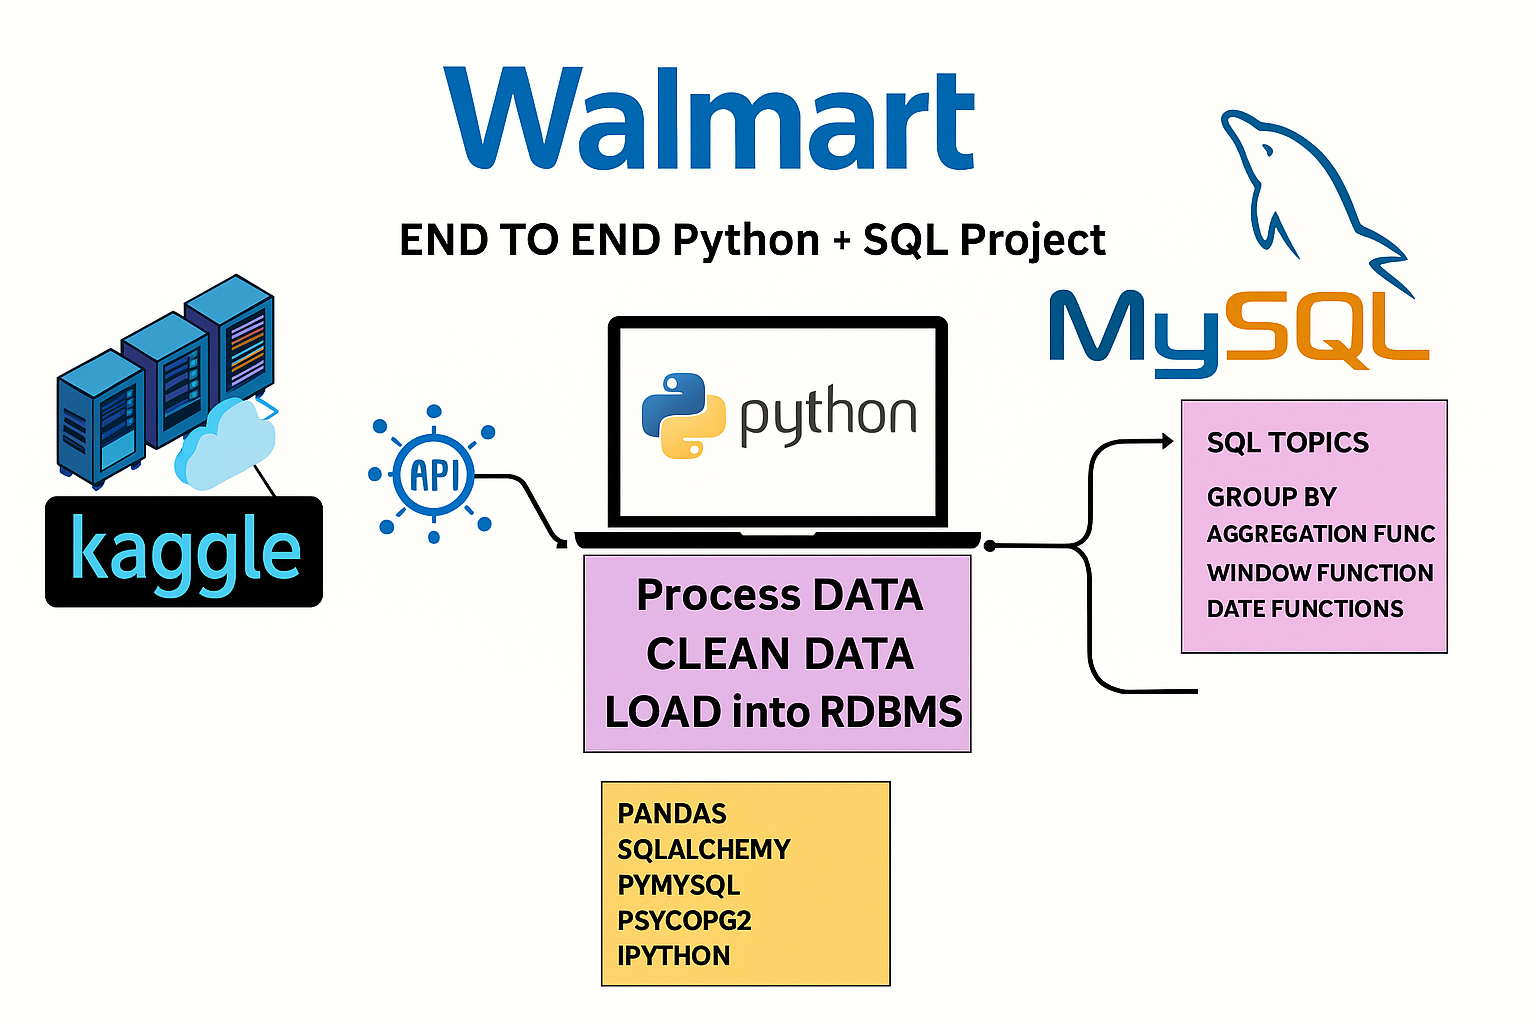 Walmart
END TO END Python + SQL Project
MySQL
kaggle
API
python
Process DATA
CLEAN DATA
LOAD into RDBMS
SQL TOPICS
GROUP BY
AGGREGATION FUNC
WINDOW FUNCTION
DATE FUNCTIONS
PANDAS
SQLALCHEMY
PYMYSQL
PSYCOPG2
IPYTHON